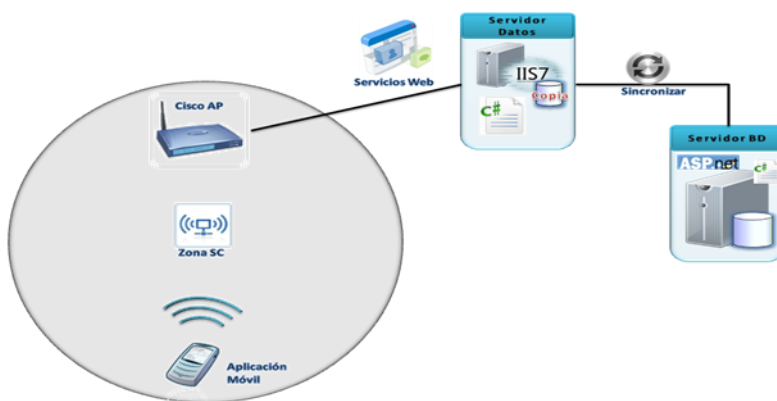 Servidor
Datos
Servicios Web
IIS7
Copia
C#
Sincronizar
Cisco AP
Servidor BD
ASP.net
C#
Zona SC
Aplicación
Móvil